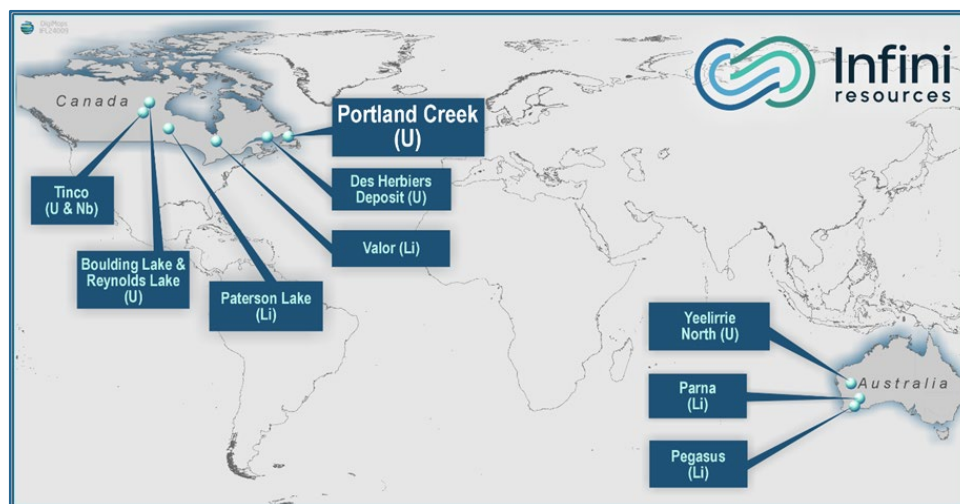 Infini
resources
Canada
Portland Creek
(U)
Des Herbiers
Deposit (U)
Valor (Li)
Tinco
(U & Nb)
Boulding Lake &
Reynolds Lake
(U)
Paterson Lake
(Li)
Yeelirrie
North (U)
Parna
(Li)
Pegasus
(Li)
Australia